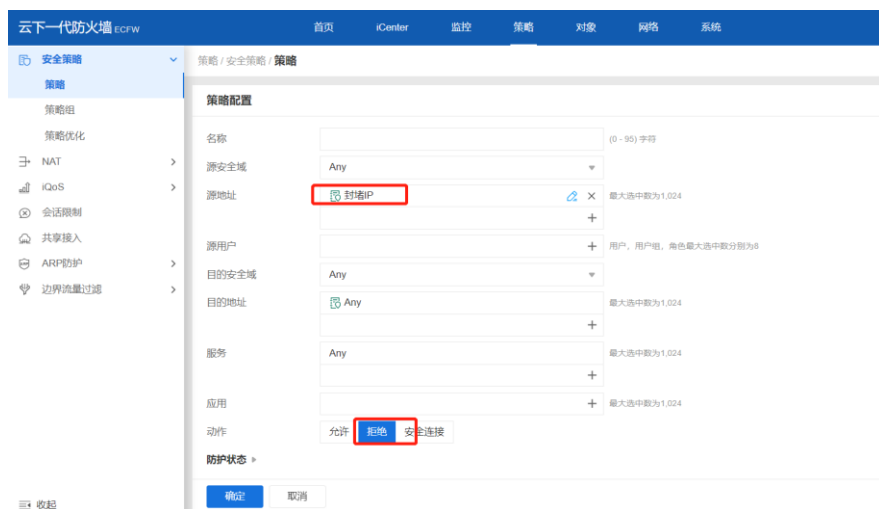 云下一代防火墙 ECFW 首页 iCenter 监控 策略 对象 网络 系统
安全策略
策略
策略组
策略优化
NAT
iQoS
会话限制
共享接入
ARP防护
边界流量过滤
收起
策略 / 安全策略 / 策略
策略配置
名称 (0 - 95) 字符
源安全域 Any
源地址 封堵IP 最大选中数为1,024
源用户 用户，用户组，角色最大选中数分别为8
目的安全域 Any
目的地址 Any 最大选中数为1,024
服务 Any 最大选中数为1,024
应用 最大选中数为1,024
动作 允许 拒绝 安全连接
防护状态
确定 取消